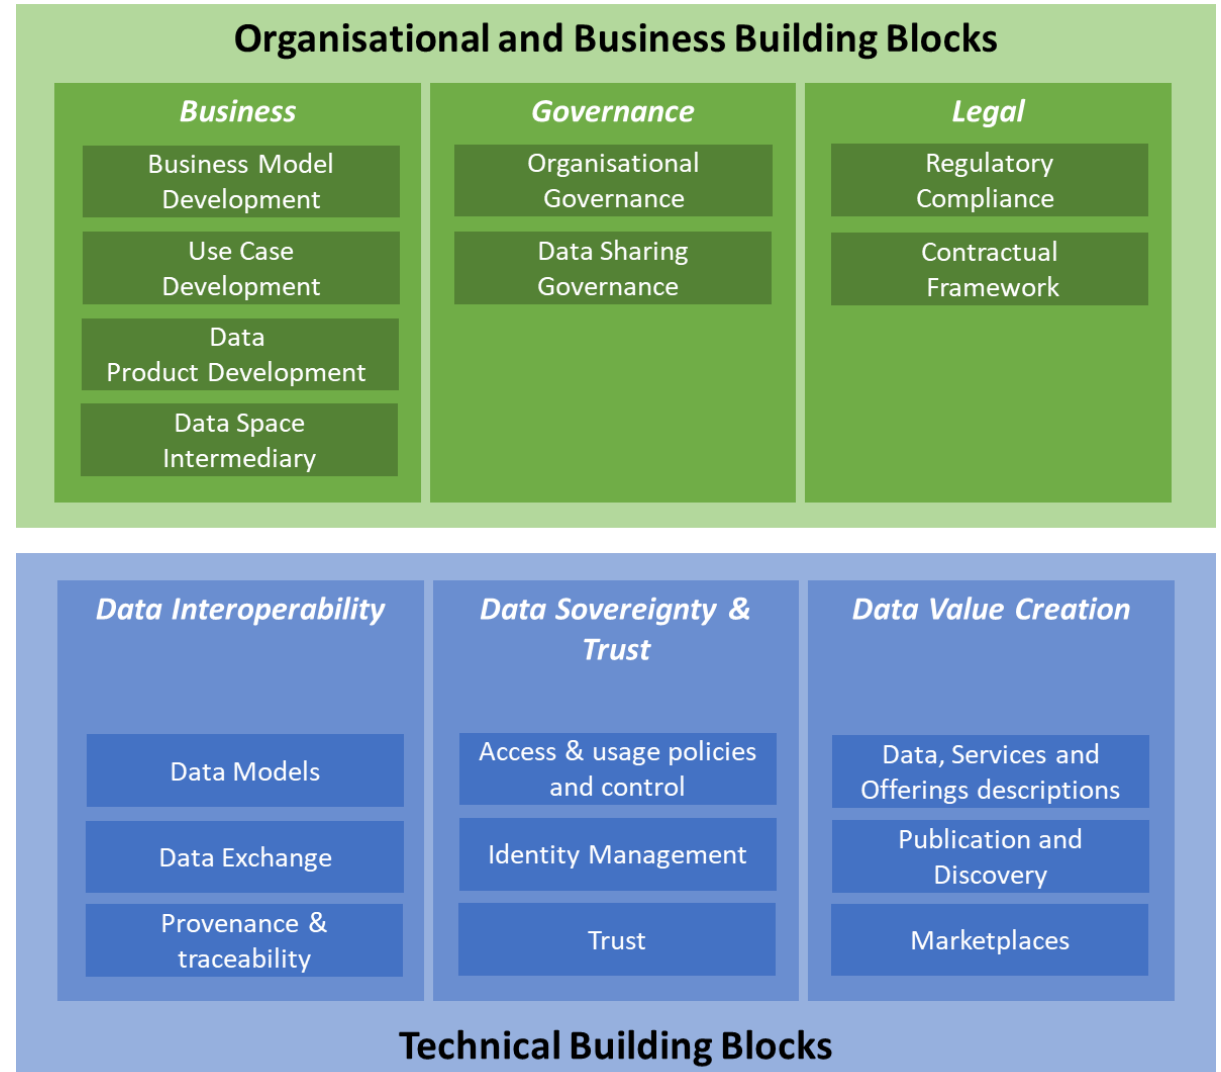 Organisational and Business Building Blocks
Business
Business Model
Development
Use Case
Development
Data
Product Development
Data Space
Intermediary
Governance
Organisational
Governance
Data Sharing
Governance
Legal
Regulatory
Compliance
Contractual
Framework
Data Interoperability
Data Models
Data Exchange
Provenance &
traceability
Data Sovereignty &
Trust
Access & usage policies
and control
Identity Management
Trust
Data Value Creation
Data, Services and
Offerings descriptions
Publication and
Discovery
Marketplaces
Technical Building Blocks